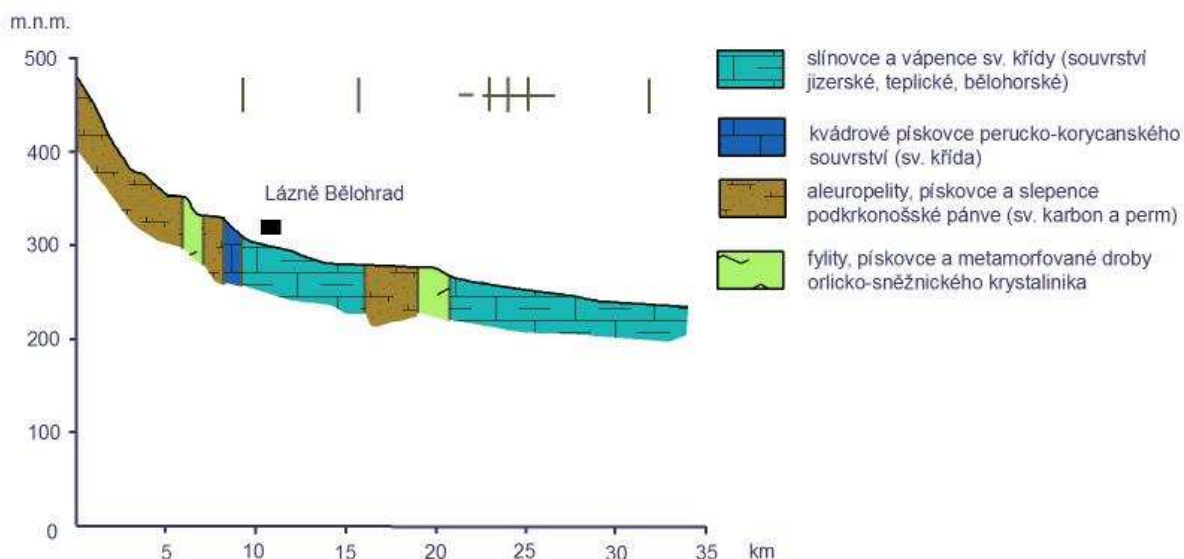 m.n.m.
500
400
300
200
100
0
5
10
15
20
25
30
35
km
Lázně Bělohrad
slínovce a vápence sv. křídy (souvrství
jizerské, teplické, bělohorské)
kvádrové pískovce perucko-korycanského
souvrství (sv. křída)
aleuropelity, pískovce a slepence
podkrkonošské pánve (sv. karbon a perm)
fylity, pískovce a metamorfované droby
orlicko-sněžnického krystalinika